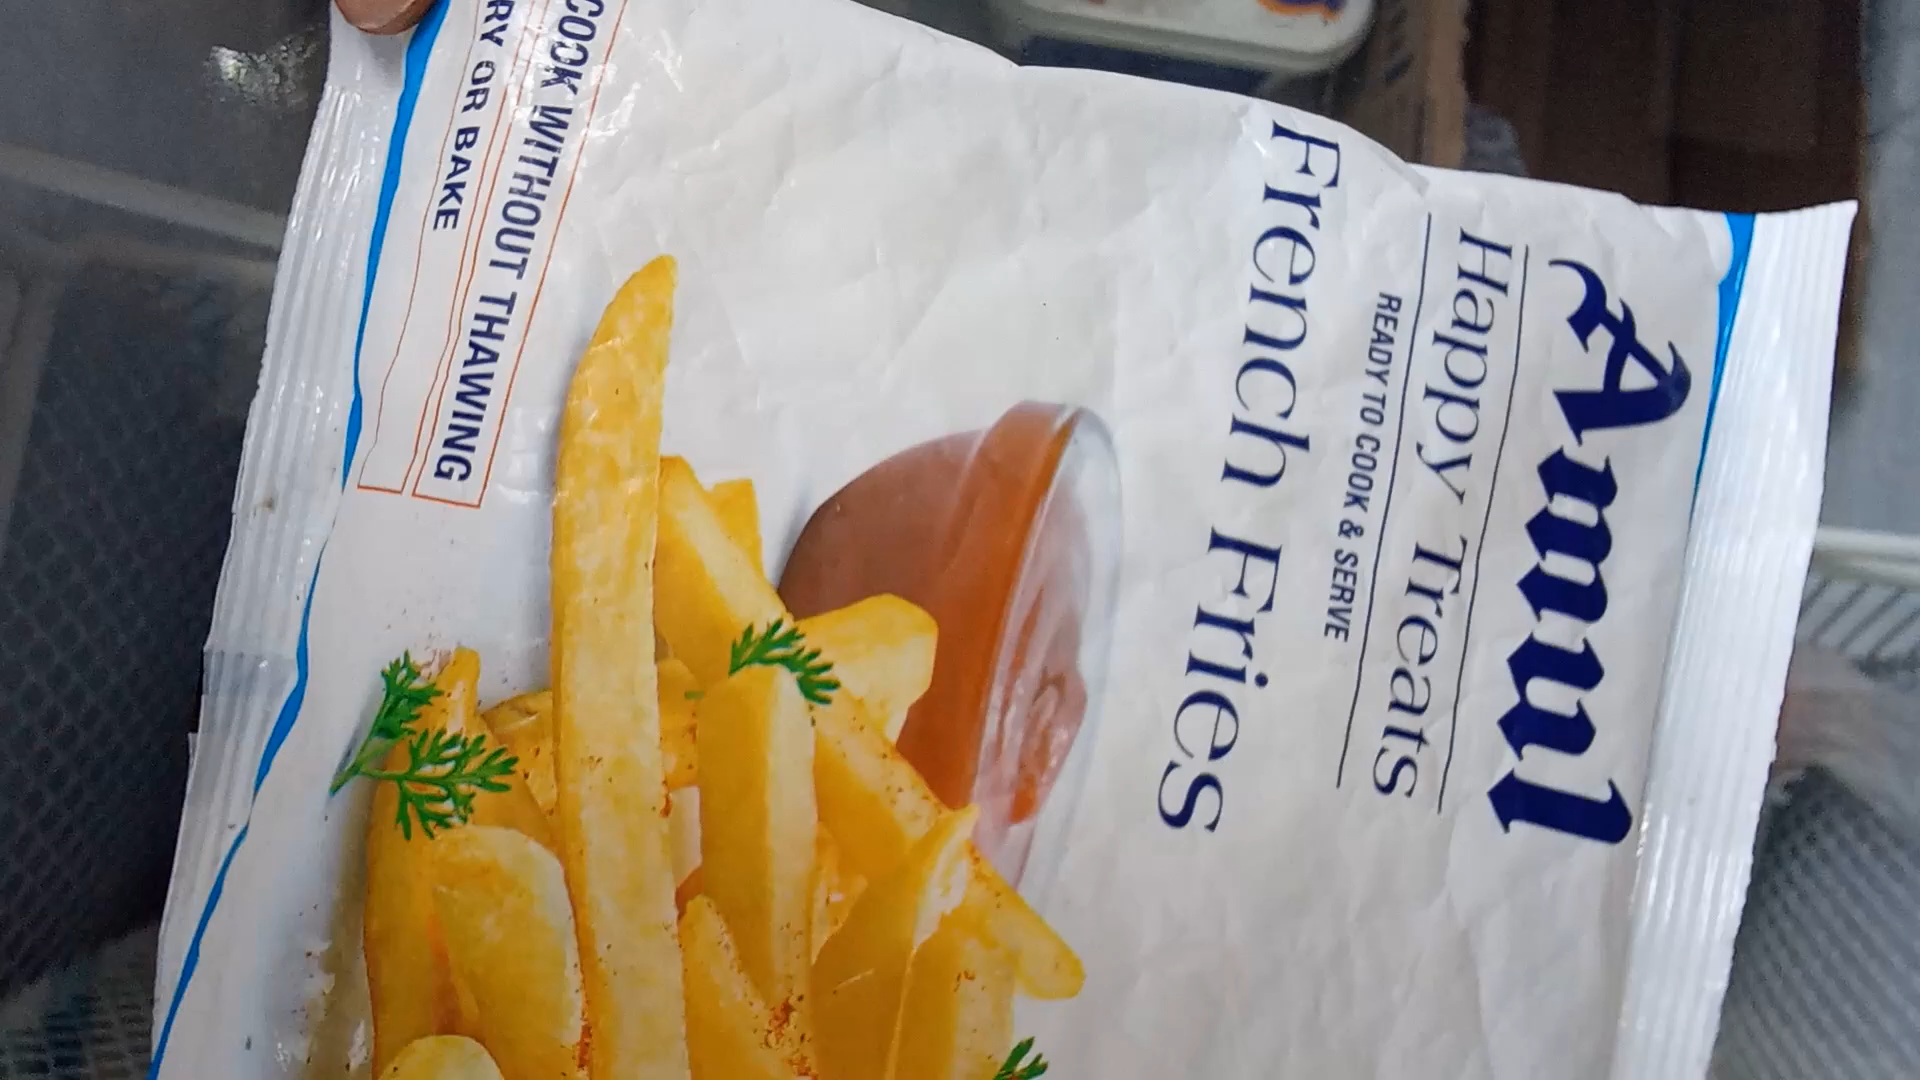 Amul
Happy Treats
READY TO COOK & SERVE
French Fries
COOK WITHOUT THAWING
OR BAKE